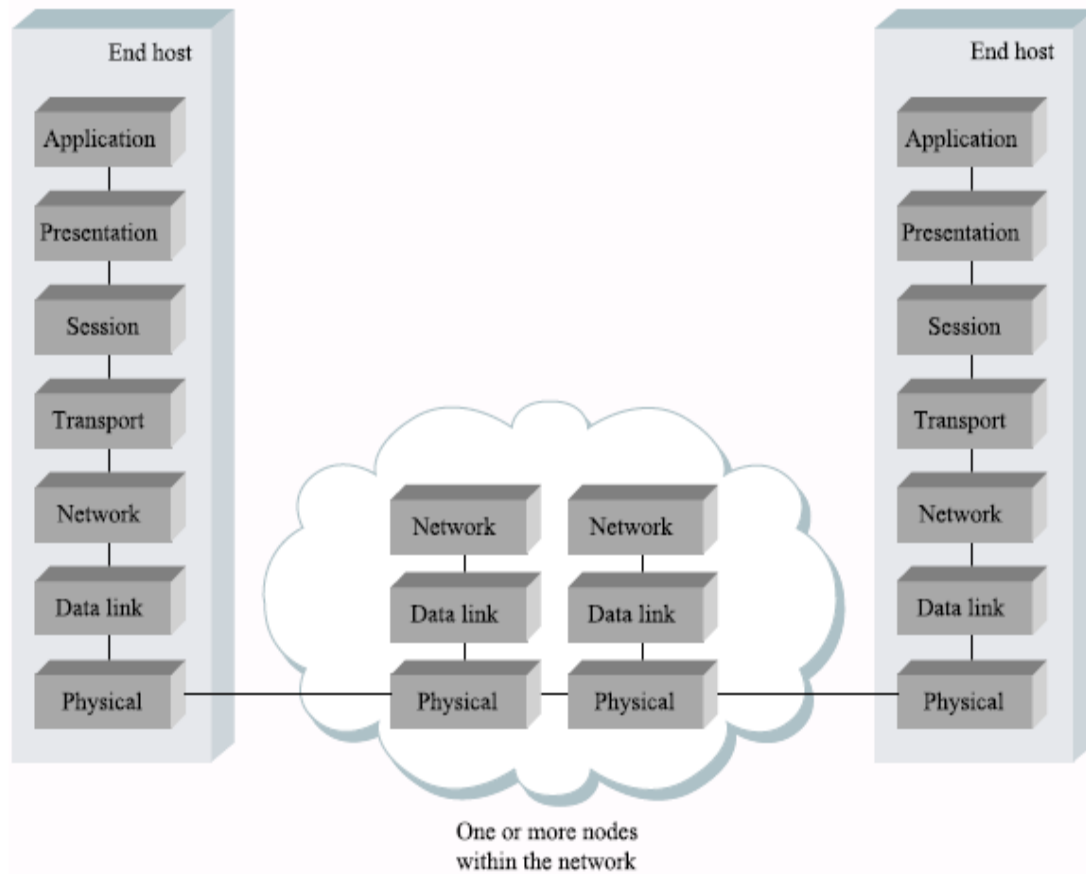 End host
Application
Presentation
Session
Transport
Network
Data link
Physical
Network
Data link
Physical
Network
Data link
Physical
One or more nodes
within the network
End host
Application
Presentation
Session
Transport
Network
Data link
Physical